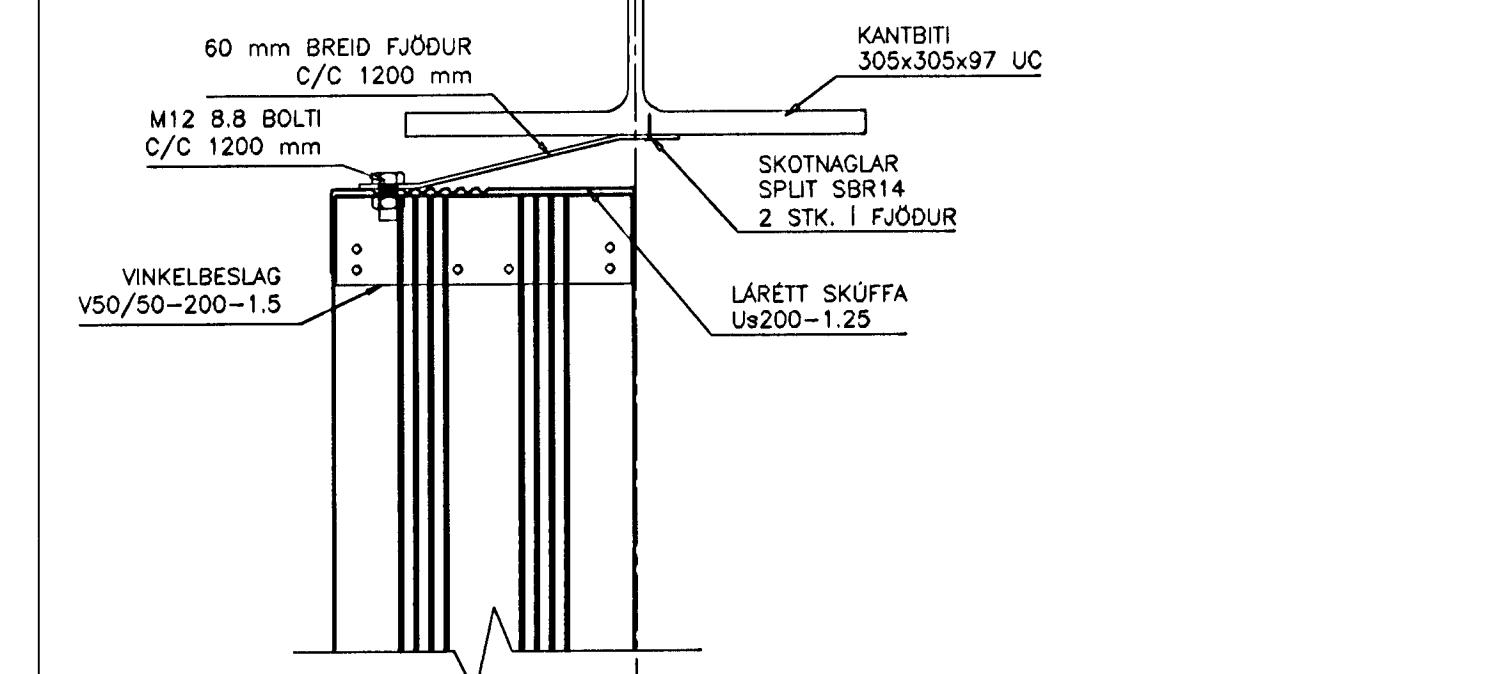 60 mm BREIÐ FJÖÐUR
C/C 1200 mm
M12 8.8 BOLTI
C/C 1200 mm
KANTBITI
305x305x97 UC
SKOTNAGLAR
SPLIT SBR14
2 STK. Í FJÖÐUR
VINKELBESLAG
V50/50-200-1.5
LÁRÉTT SKÚFFA
Us200-1.25